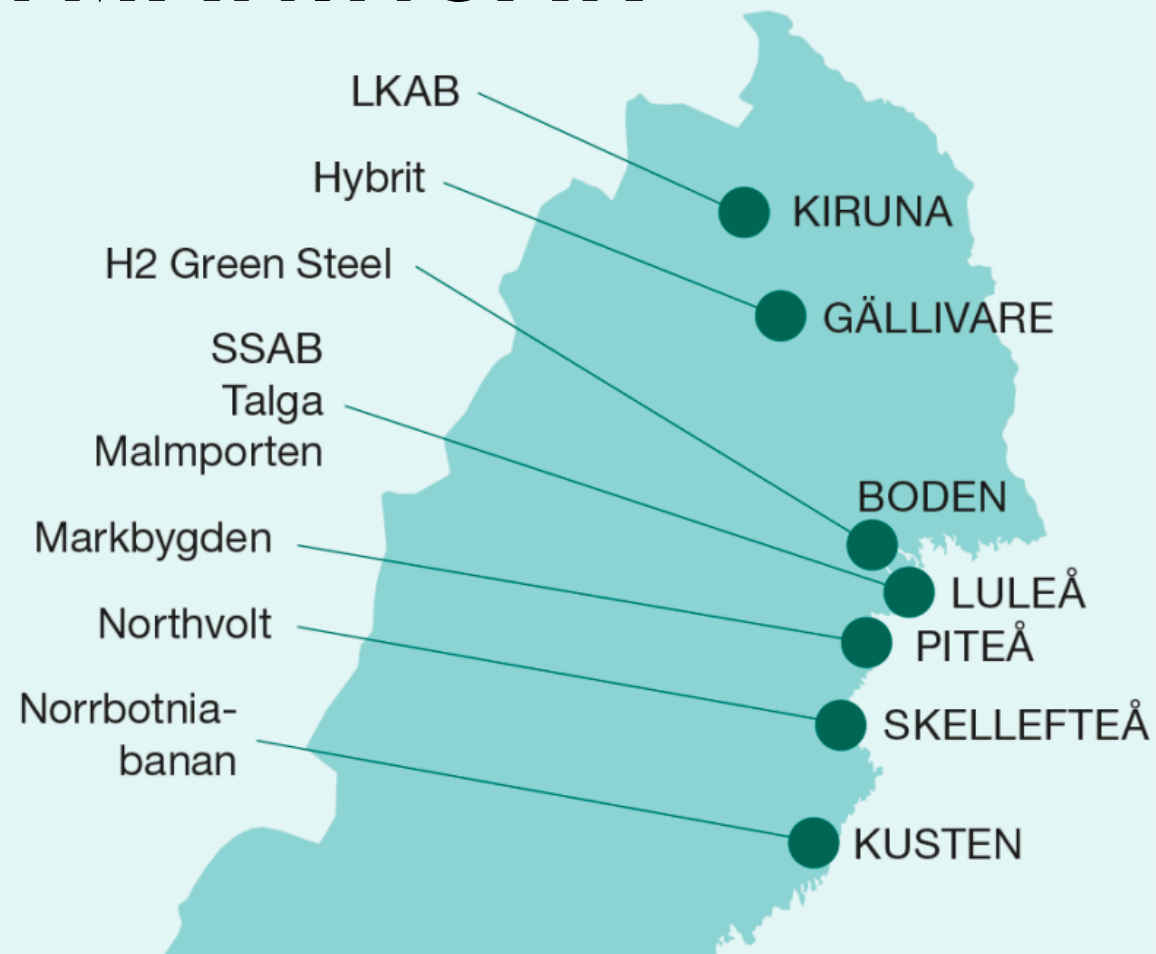 LKAB
KIRUNA
Hybrit
GÄLLIVARE
H2 Green Steel
SSAB
Talga
Malmporten
BODEN
Markbygden
LULEÅ
PITEÅ
Northvolt
SKELLEFTEÅ
Norrbotnia-
banan
KUSTEN